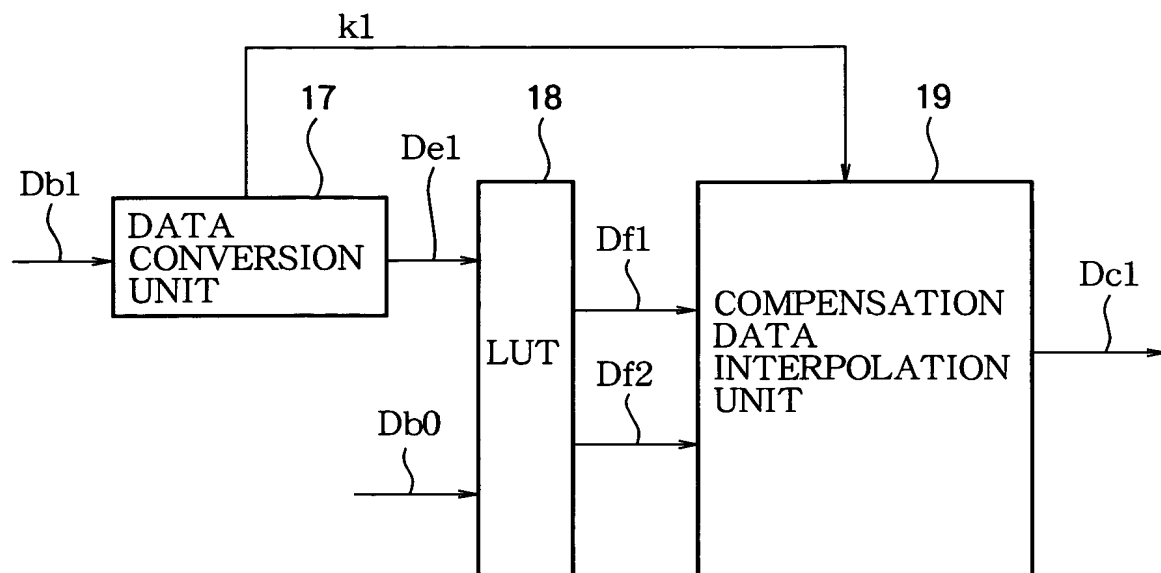 k1
17
18
19
Db1
De1
DATA
CONVERSION
UNIT
Df1
Dc1
LUT
COMPENSATION
DATA
INTERPOLATION
UNIT
Df2
Db0